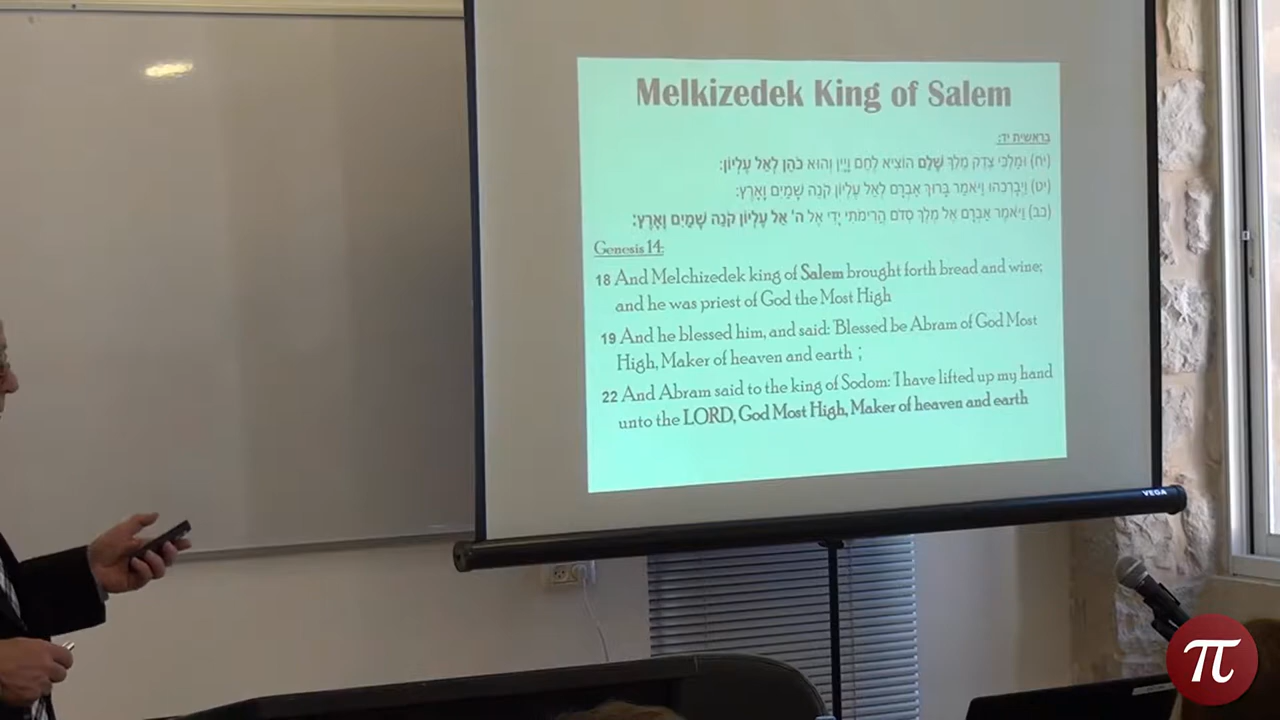 Melkizedek King of Salem
בראשית יד:
(יח) וּמַלְכִּי צֶדֶק מֶלֶךְ שָׁלֵם הוֹצִיא לֶחֶם וָיָיִן וְהוּא כֹהֵן לְאֵל עֶלְיוֹן:
(יט) וַיְבָרְכֵהוּ וַיֹּאמַר בָּרוּךְ אַבְרָם לְאֵל עֶלְיוֹן קֹנֵה שָׁמַיִם וָאָרֶץ:
(כב) וַיֹּאמֶר אַבְרָם אֶל מֶלֶךְ סְדֹם הֲרִימֹתִי יָדִי אֶל ה' אֵל עֶלְיוֹן קֹנֵה שָׁמַיִם וָאָרֶץ:
Genesis 14:
18 And Melchizedek king of Salem brought forth bread and wine;
and he was priest of God the Most High
19 And he blessed him, and said: 'Blessed be Abram of God Most
High, Maker of heaven and earth ;
22 And Abram said to the king of Sodom: 'I have lifted up my hand
unto the LORD, God Most High, Maker of heaven and earth
VEGA
π